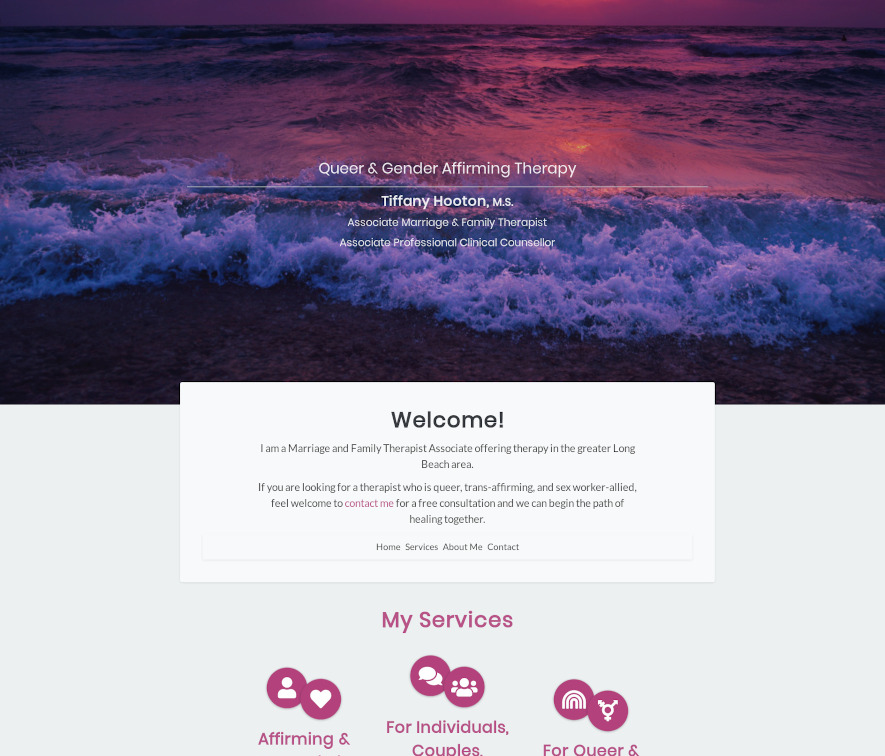 Queer & Gender Affirming Therapy
Tiffany Hooton, M.S.
Associate Marriage & Family Therapist
Associate Professional Clinical Counsellor
Welcome!
I am a Marriage and Family Therapist Associate offering therapy in the greater Long
Beach area.
If you are looking for a therapist who is queer, trans-affirming, and sex worker-allied,
feel welcome to contact me for a free consultation and we can begin the path of
healing together.
Home Services About Me Contact
My Services
Affirming &
For Individuals,
Couples,
For Queer &